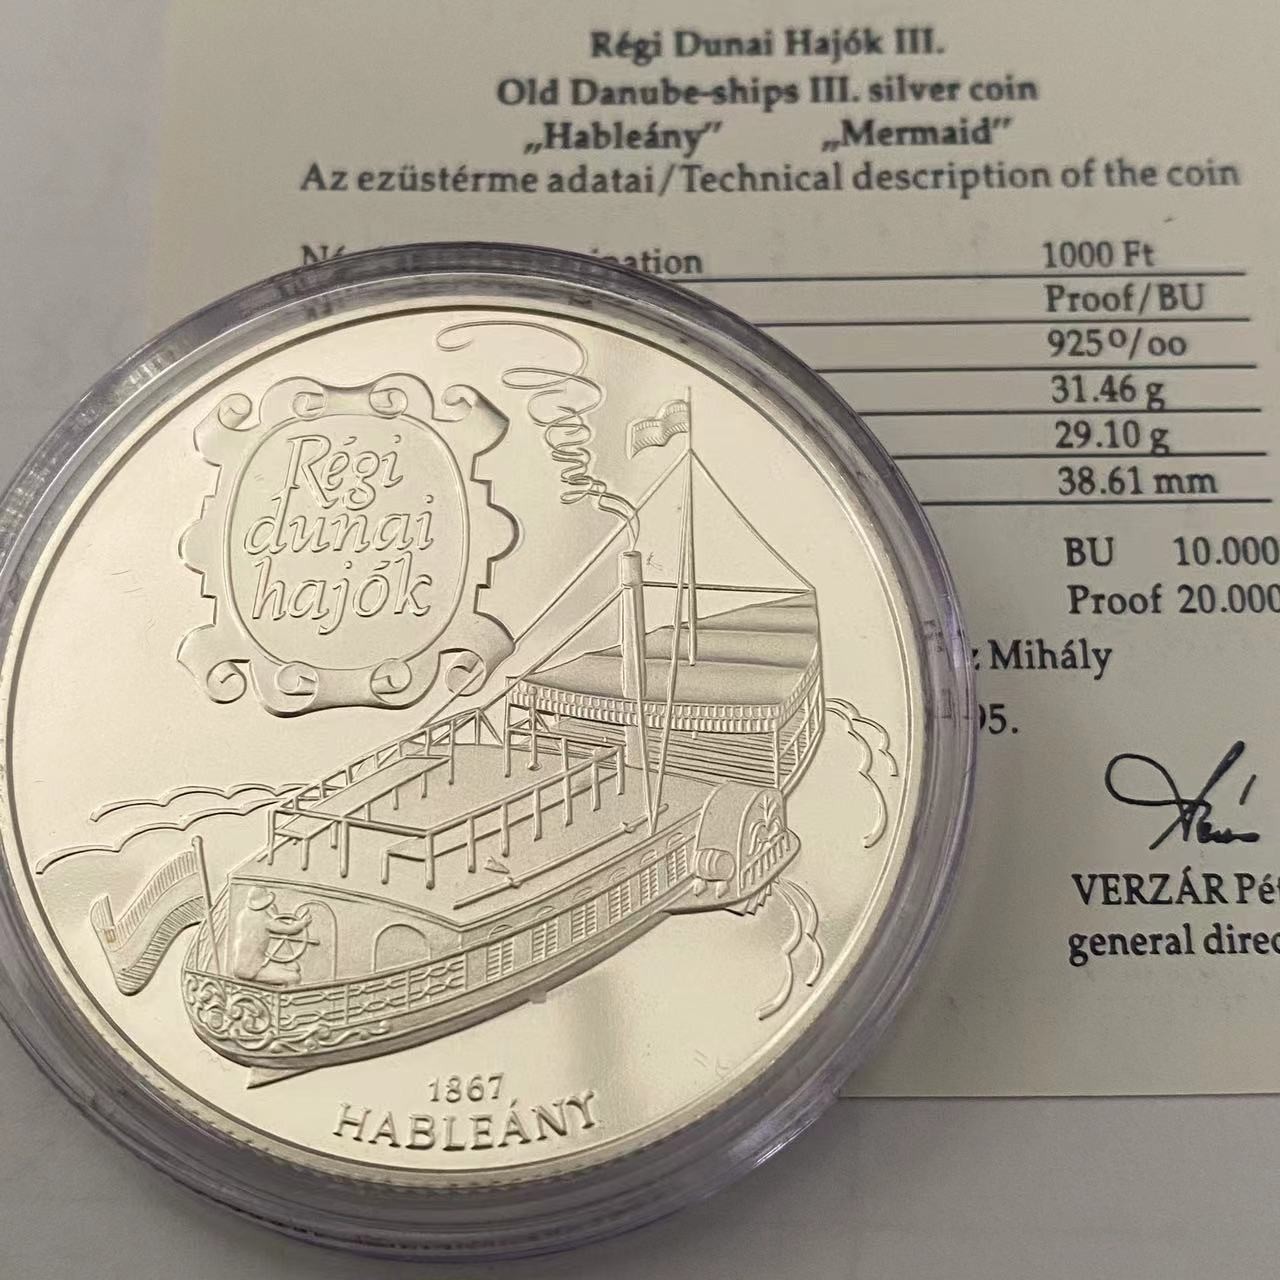 Régi Dunai Hajók III.
Old Danube-ships III. silver coin
„Hableány” „Mermaid”
Az ezüstérme adatai/Technical description of the coin
1000 Ft
Proof/BU
925º/oo
31.46 g
29.10 g
38.61 mm
BU 10.000
Proof 20.000
Mihály
VERZÁR
general
Régi
dunai
hajók
1867
HABLEÁNY